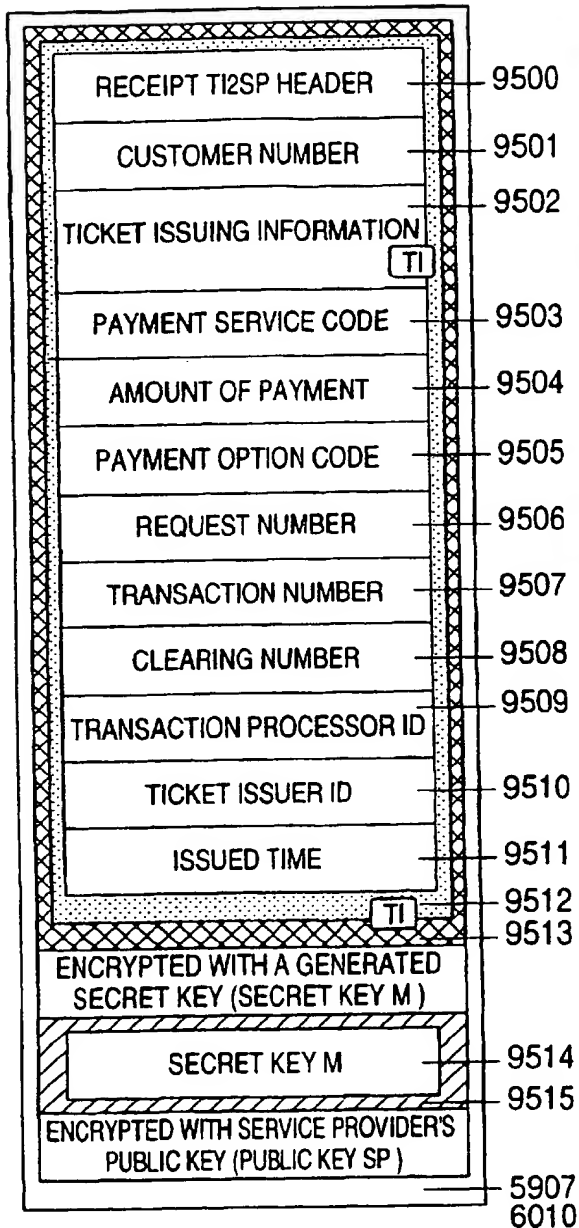 RECEIPT TI2SP HEADER 9500
CUSTOMER NUMBER 9501
9502
TICKET ISSUING INFORMATION
TI
PAYMENT SERVICE CODE 9503
AMOUNT OF PAYMENT 9504
PAYMENT OPTION CODE 9505
REQUEST NUMBER 9506
TRANSACTION NUMBER 9507
CLEARING NUMBER 9508
9509
TRANSACTION PROCESSOR ID
TICKET ISSUER ID 9510
ISSUED TIME 9511
TI 9512
9513
ENCRYPTED WITH A GENERATED
SECRET KEY (SECRET KEY M )
SECRET KEY M 9514
9515
ENCRYPTED WITH SERVICE PROVIDER'S
PUBLIC KEY (PUBLIC KEY SP )
5907
6010